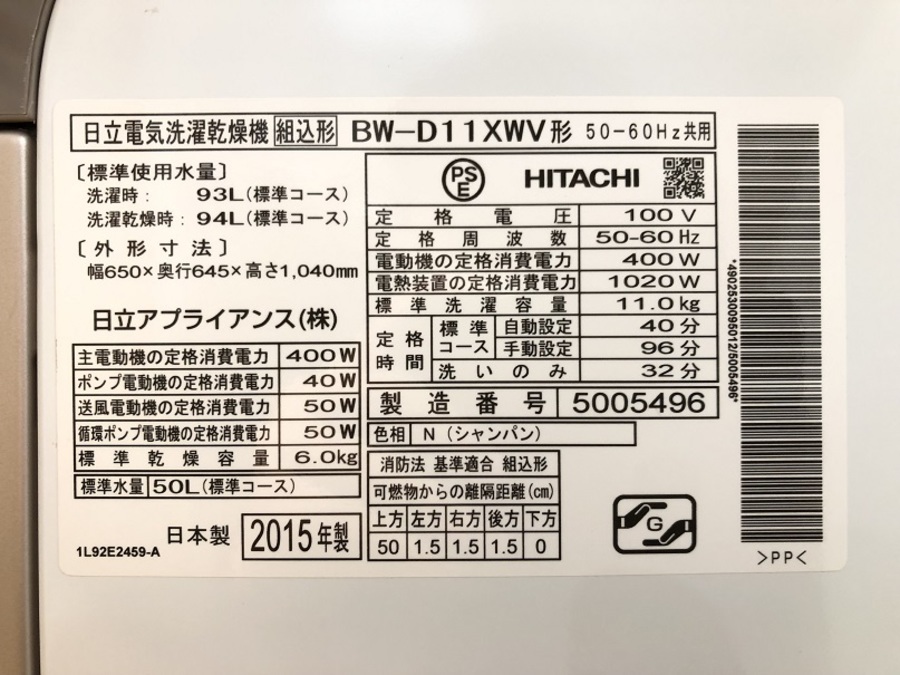 日立電気洗濯乾燥機 組込形 BW-D11XWV形 50-60Hz共用
〔標準使用水量〕
洗濯時： 93L(標準コース)
洗濯乾燥時： 94L(標準コース)
〔外形寸法〕
幅650×奥行645×高さ1,040mm
日立アプライアンス(株)
主電動機の定格消費電力 400W
ポンプ電動機の定格消費電力 40W
送風電動機の定格消費電力 50W
循環ポンプ電動機の定格消費電力 50W
標準乾燥容量 6.0kg
標準水量 50L(標準コース)
1L92E2459-A
日本製 2015年製
PSE HITACHI
定格電圧 100V
定格周波数 50-60Hz
電動機の定格消費電力 400W
電熱装置の定格消費電力 1020W
標準洗濯容量 11.0kg
定格時間 標準コース 自動設定 40分
手動設定 96分
洗いのみ 32分
製造番号 5005496
色相 N（シャンパン）
消防法 基準適合 組込形
可燃物からの離隔距離(cm)
上方 左方 右方 後方 下方
50 1.5 1.5 1.5 0
G
*4902530095012/5005496*
>PP<